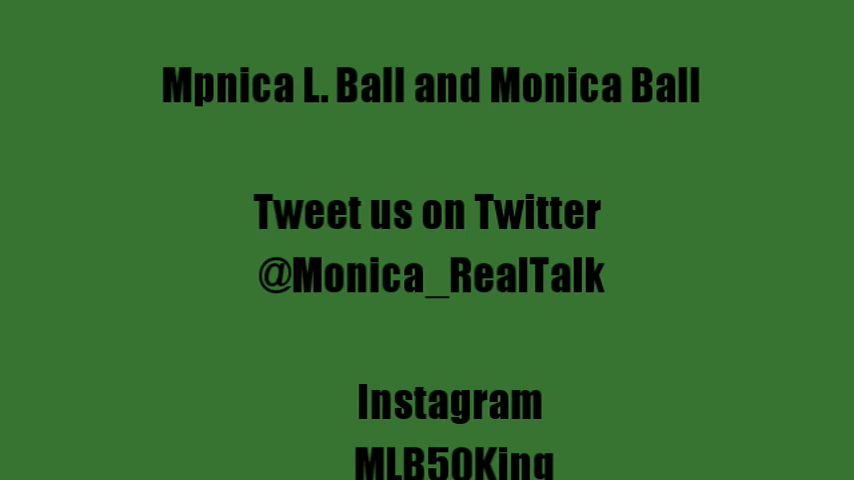 Mpnica L. Ball and Monica Ball
Tweet us on Twitter
@Monica_RealTalk
Instagram
MLB50King